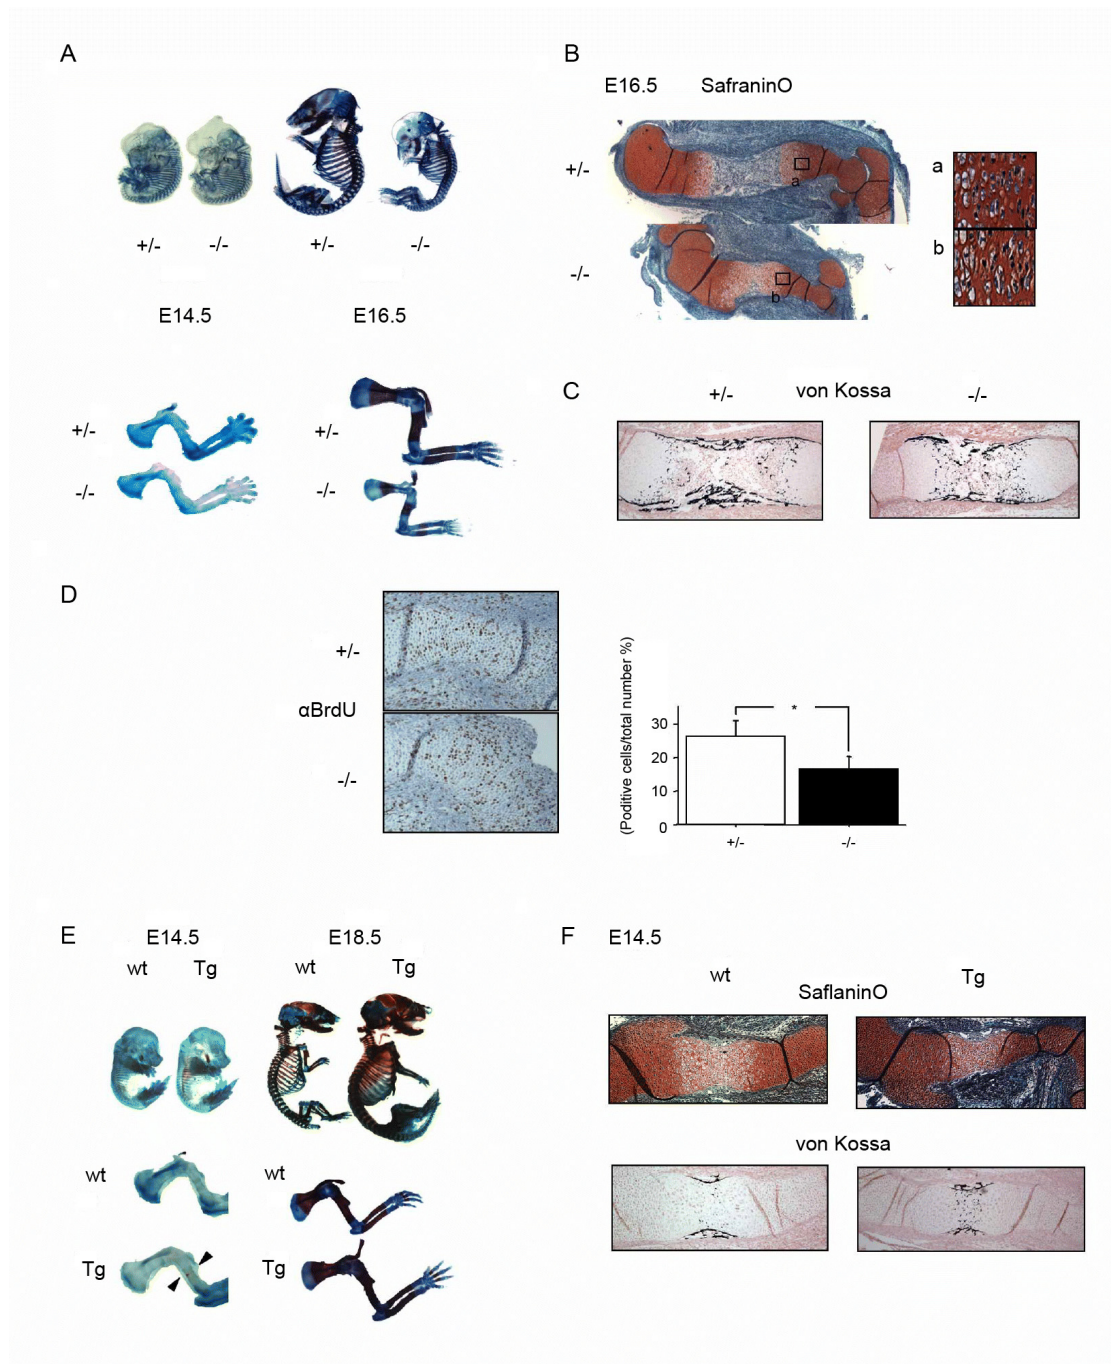 A
+/-
-/-
+/-
-/-
E14.5
E16.5
+/-
-/-
+/-
-/-
B
E16.5 SafraninO
+/-
a
-/-
b
a
b
C
+/-
von Kossa
-/-
D
+/-
αBrdU
-/-
(Poditive cells/total number %)
30
20
10
0
*
+/-
-/-
E
E14.5
E18.5
wt
Tg
wt
Tg
wt
Tg
wt
Tg
F
E14.5
wt
Tg
SaflaninO
von Kossa